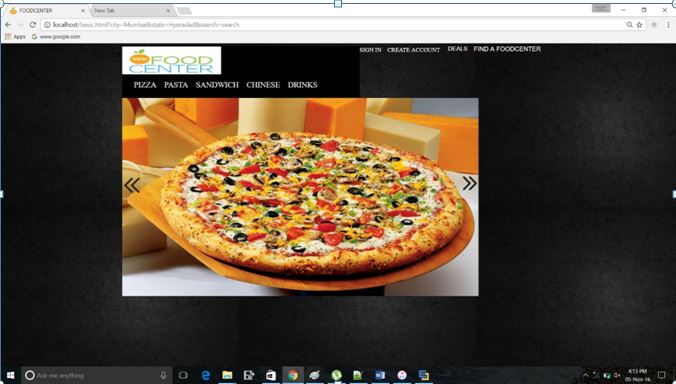 FOODCENTER
New Tab
localhost/basic.html?city=Mumbai&state=Hyeradad&search=search
Apps
www.google.com
NEW
FOOD
CENTER
SIGN IN CREATE ACCOUNT DEALS FIND A FOODCENTER
PIZZA PASTA SANDWICH CHINESE DRINKS
Ask me anything
4:13 PM
05-Nov-16